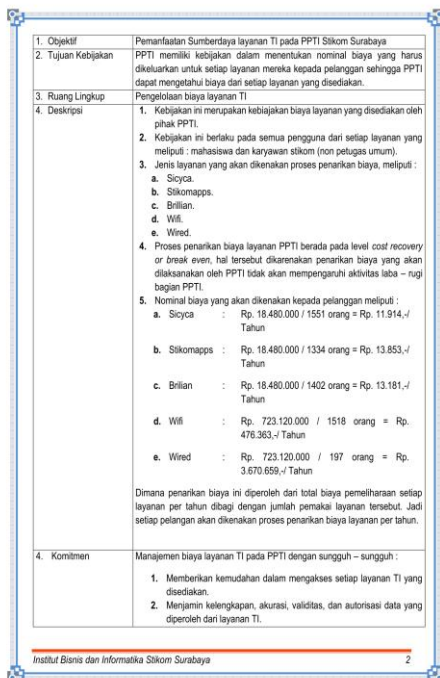 1. Objektif
Pemanfaatan Sumberdaya layanan TI pada PPTI Stikom Surabaya
2. Tujuan Kebijakan
PPTI memiliki kebijakan dalam menentukan nominal biaya yang harus
dikeluarkan untuk setiap layanan mereka kepada pelanggan sehingga PPTI
dapat mengetahui biaya dari setiap layanan yang disediakan.
3. Ruang Lingkup
Pengelolaan biaya layanan TI
4. Deskripsi
1. Kebijakan ini merupakan kebiajakan biaya layanan yang disediakan oleh
pihak PPTI.
2. Kebijakan ini berlaku pada semua pengguna dari setiap layanan yang
meliputi : mahasiswa dan karyawan stikom (non petugas umum).
3. Jenis layanan yang akan dikenakan proses penarikan biaya, meliputi :
a. Sicyca.
b. Stikomapps.
c. Brillian.
d. Wifi.
e. Wired.
4. Proses penarikan biaya layanan PPTI berada pada level cost recovery
or break even, hal tersebut dikarenakan penarikan biaya yang akan
dilaksanakan oleh PPTI tidak akan mempengaruhi aktivitas laba – rugi
bagian PPTI.
5. Nominal biaya yang akan dikenakan kepada pelanggan meliputi :
a. Sicyca : Rp. 18.480.000 / 1551 orang = Rp. 11.914,-/
Tahun
b. Stikomapps : Rp. 18.480.000 / 1334 orang = Rp. 13.853,-/
Tahun
c. Brilian : Rp. 18.480.000 / 1402 orang = Rp. 13.181,-/
Tahun
d. Wifi : Rp. 723.120.000 / 1518 orang = Rp.
476.363,-/ Tahun
e. Wired : Rp. 723.120.000 / 197 orang = Rp.
3.670.659,-/ Tahun
Dimana penarikan biaya ini diperoleh dari total biaya pemeliharaan setiap
layanan per tahun dibagi dengan jumlah pemakai layanan tersebut. Jadi
setiap pelangan akan dikenakan proses penarikan biaya layanan per tahun.
4. Komitmen
Manajemen biaya layanan TI pada PPTI dengan sungguh – sungguh :
1. Memberikan kemudahan dalam mengakses setiap layanan TI yang
disediakan.
2. Menjamin kelengkapan, akurasi, validitas, dan autorisasi data yang
diperoleh dari layanan TI.
Institut Bisnis dan Informatika Stikom Surabaya 2